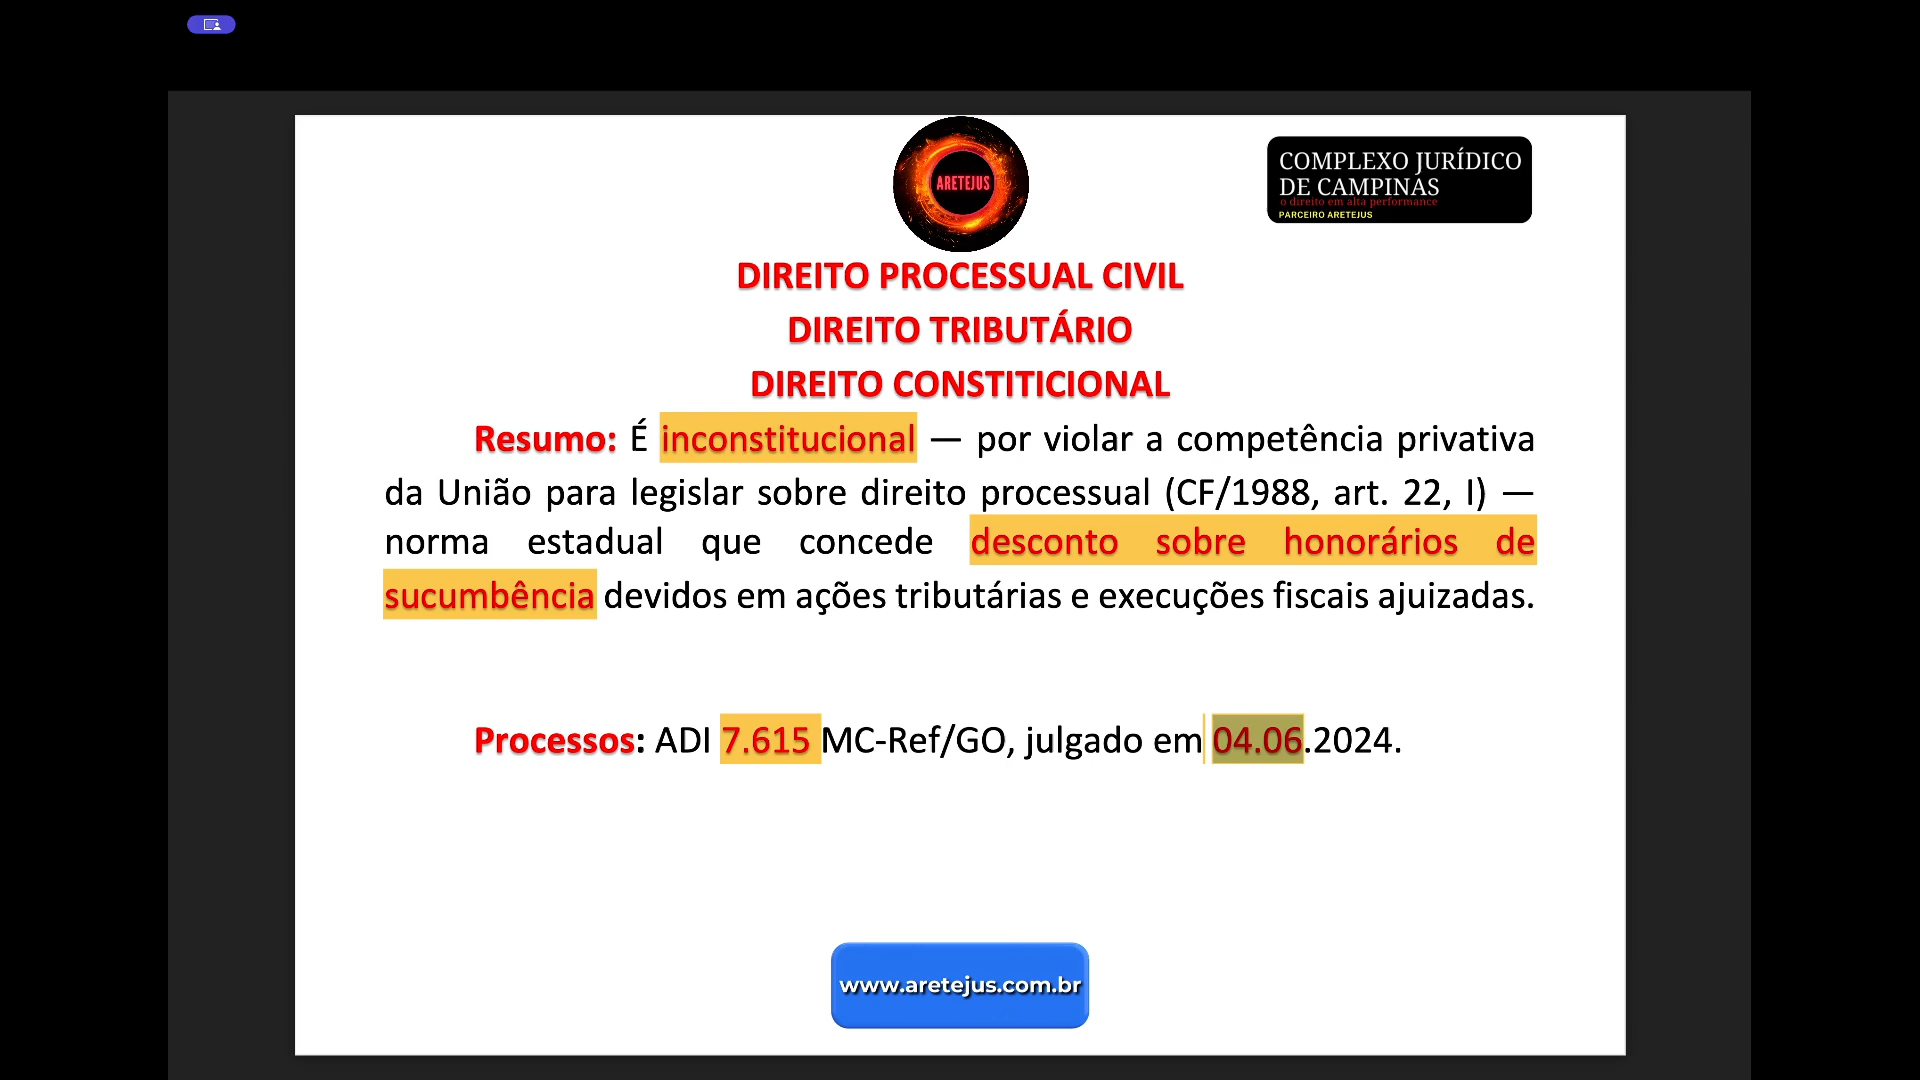 ARETEJUS
COMPLEXO JURÍDICO
DE CAMPINAS
o direito em alta performance
PARCEIRO ARETEJUS
DIREITO PROCESSUAL CIVIL
DIREITO TRIBUTÁRIO
DIREITO CONSTITICIONAL
Resumo: É inconstitucional — por violar a competência privativa
da União para legislar sobre direito processual (CF/1988, art. 22, I) —
norma estadual que concede desconto sobre honorários de
sucumbência devidos em ações tributárias e execuções fiscais ajuizadas.
Processos: ADI 7.615 MC-Ref/GO, julgado em 04.06.2024.
www.aretejus.com.br